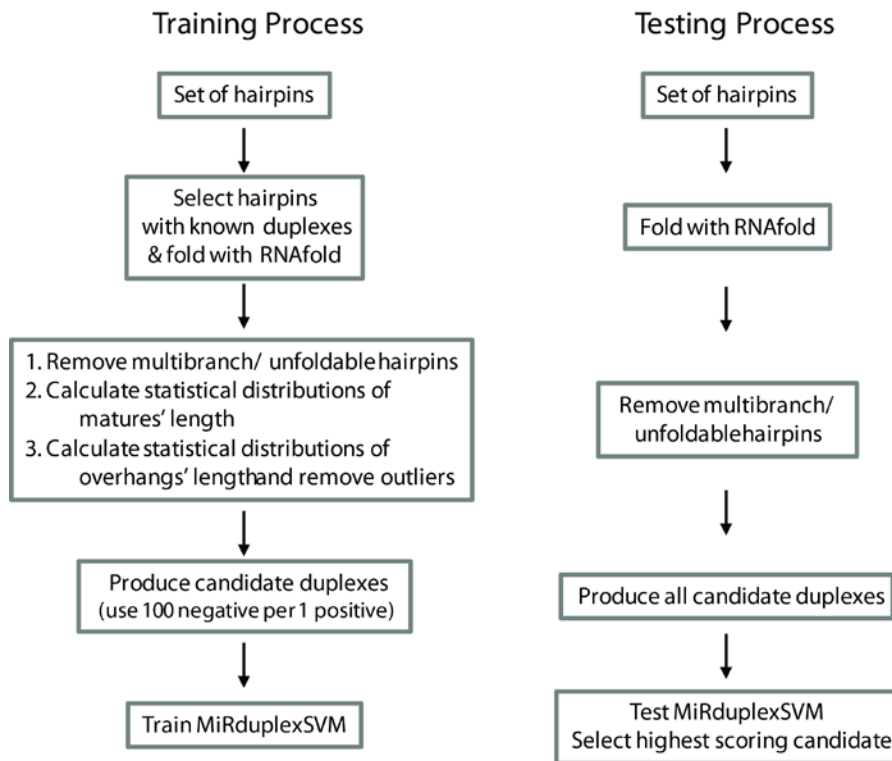 Training Process
Set of hairpins
Select hairpins
with known duplexes
& fold with RNAfold
1. Remove multibranch/ unfoldablehairpins
2. Calculate statistical distributions of
matures' length
3. Calculate statistical distributions of
overhangs' lengthand remove outliers
Produce candidate duplexes
(use 100 negative per 1 positive)
Train MiRduplexSVM
Testing Process
Set of hairpins
Fold with RNAfold
Remove multibranch/
unfoldablehairpins
Produce all candidate duplexes
Test MiRduplexSVM
Select highest scoring candidate